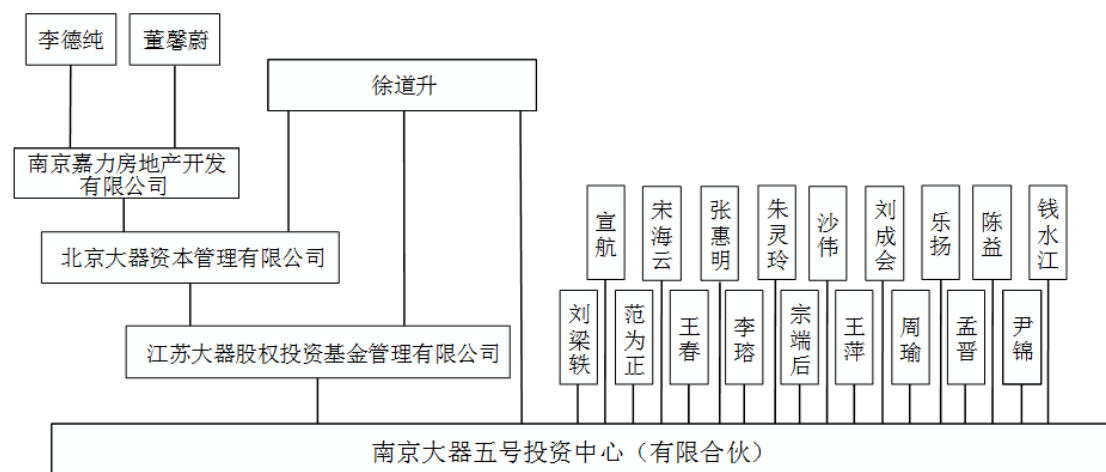 李德纯
董馨蔚
徐道升
南京嘉力房地产开发
有限公司
北京大器资本管理有限公司
江苏大器股权投资基金管理有限公司
宣航
宋海云
张惠明
朱灵玲
沙伟
刘成会
乐扬
陈益
钱水江
刘梁轶
范为正
王春
李瑢
宗端后
王萍
周瑜
孟晋
尹锦
南京大器五号投资中心（有限合伙）